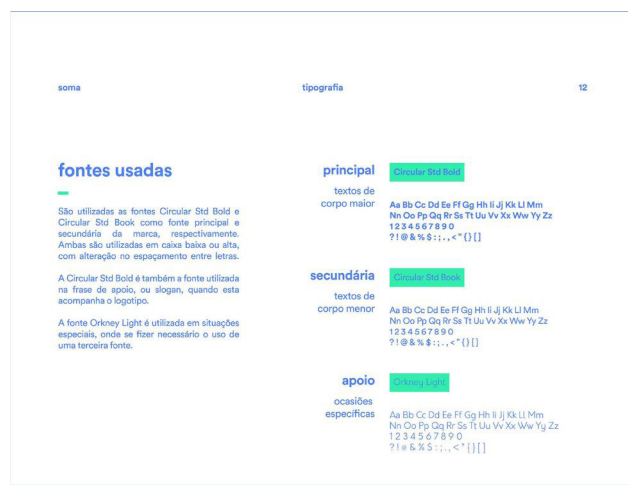 soma
tipografia
12
fontes usadas
São utilizadas as fontes Circular Std Bold e
Circular Std Book como fonte principal e
secundária da marca, respectivamente.
Ambas são utilizadas em caixa baixa ou alta,
com alteração no espaçamento entre letras.
A Circular Std Bold é também a fonte utilizada
na frase de apoio, ou slogan, quando esta
acompanha o logotipo.
A fonte Orkney Light é utilizada em situações
especiais, onde se fizer necessário o uso de
uma terceira fonte.
principal
textos de
corpo maior
Circular Std Bold
Aa Bb Cc Dd Ee Ff Gg Hh Ii Jj Kk Ll Mm
Nn Oo Pp Qq Rr Ss Tt Uu Vv Xx Ww Yy Zz
1 2 3 4 5 6 7 8 9 0
? ! @ & % $ : ; . , < " { } [ ]
secundária
textos de
corpo menor
Circular Std Book
Aa Bb Cc Dd Ee Ff Gg Hh Ii Jj Kk Ll Mm
Nn Oo Pp Qq Rr Ss Tt Uu Vv Xx Ww Yy Zz
1 2 3 4 5 6 7 8 9 0
? ! @ & % $ : ; . , < " { } [ ]
apoio
ocasiões
específicas
Orkney Light
Aa Bb Cc Dd Ee Ff Gg Hh Ii Jj Kk Ll Mm
Nn Oo Pp Qq Rr Ss Tt Uu Vv Xx Ww Yy Zz
1 2 3 4 5 6 7 8 9 0
? ! @ & % $ : ; . , < " { } [ ]